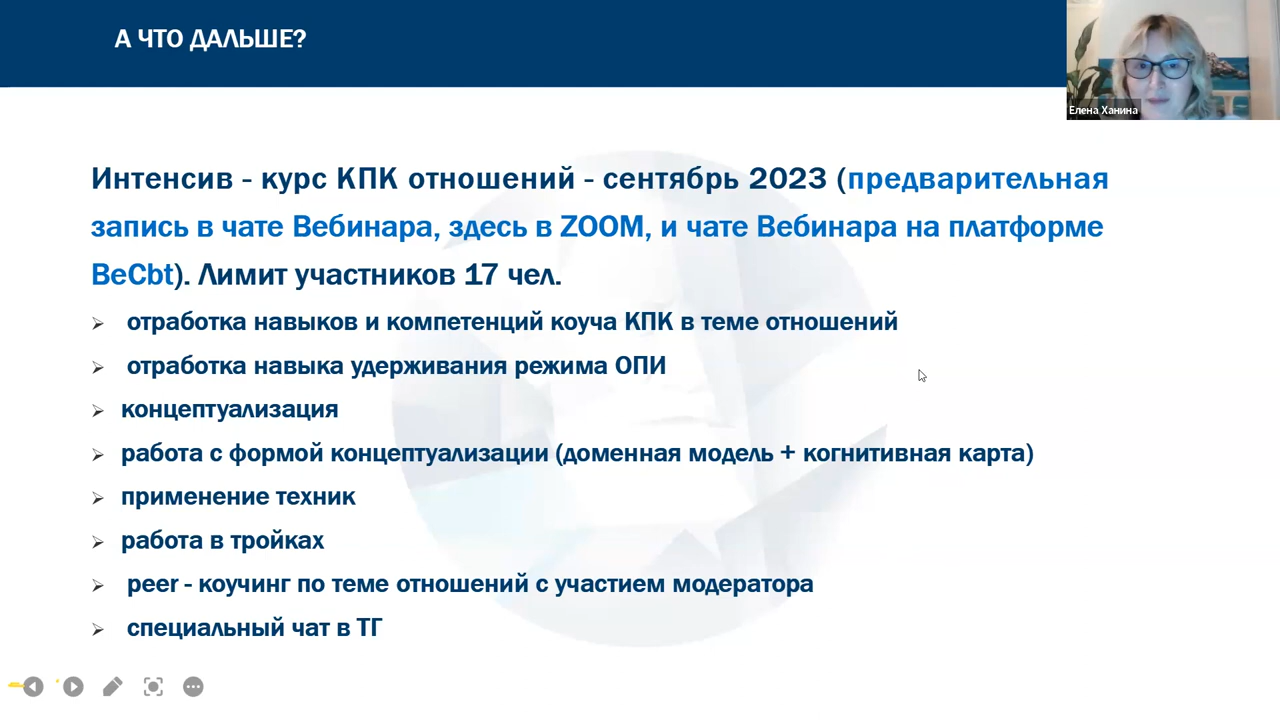 А ЧТО ДАЛЬШЕ?
Елена Ханина
Интенсив - курс КПК отношений - сентябрь 2023 (предварительная
запись в чате Вебинара, здесь в ZOOM, и чате Вебинара на платформе
BeCbt). Лимит участников 17 чел.
отработка навыков и компетенций коуча КПК в теме отношений
отработка навыка удерживания режима ОПИ
концептуализация
работа с формой концептуализации (доменная модель + когнитивная карта)
применение техник
работа в тройках
peer - коучинг по теме отношений с участием модератора
специальный чат в ТГ